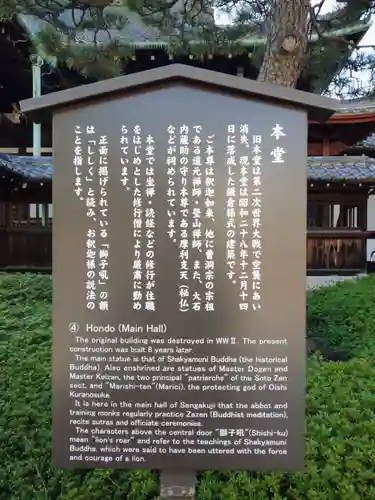 本堂
旧本堂は第二次世界大戦で空襲にあい
消失。現本堂は昭和二十八年十二月十四
日に落成した鎌倉様式の建築です。
ご本尊は釈迦如来、他に曹洞宗の宗祖
である道元禅師・瑩山禅師、また、大石
内蔵助の守り本尊である摩利支天（秘仏）
などが祀られています。
本堂では坐禅・読経などの修行が住職
をはじめとした修行僧により厳粛に勤め
られています。
正面に掲げられている「獅子吼」の額
は「ししく」と読み、お釈迦様の説法の
ことを指します。
④ Hondo (Main Hall)
The original building was destroyed in WWⅡ. The present
construction was built 8 years later.
The main statue is that of Shakyamuni Buddha (the historical
Buddha). Also enshrined are statues of Master Dogen and
Master Keizan, the two principal "patriarchs" of the Soto Zen
sect, and "Marishi-ten"(Marici), the protecting god of Oishi
Kuranosuke.
It is here in the main hall of Sengakuji that the abbot and
training monks regularly practice Zazen (Buddhist meditation),
recite sutras and officiate ceremonies.
The characters above the central door "獅子吼"(Shishi-ku)
mean "lion's roar" and refer to the teachings of Shakyamuni
Buddha, which were said to have been uttered with the force
and courage of a lion.